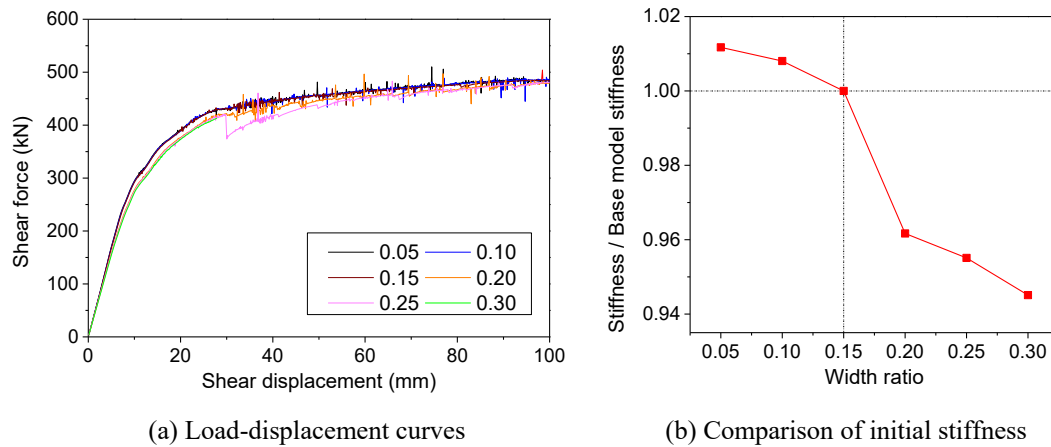 600
500
400
300
200
100
0
Shear force (kN)
0.05 0.10
0.15 0.20
0.25 0.30
0 20 40 60 80 100
Shear displacement (mm)
(a) Load-displacement curves
1.02
1.00
0.98
0.96
0.94
Stiffness / Base model stiffness
0.05 0.10 0.15 0.20 0.25 0.30
Width ratio
(b) Comparison of initial stiffness